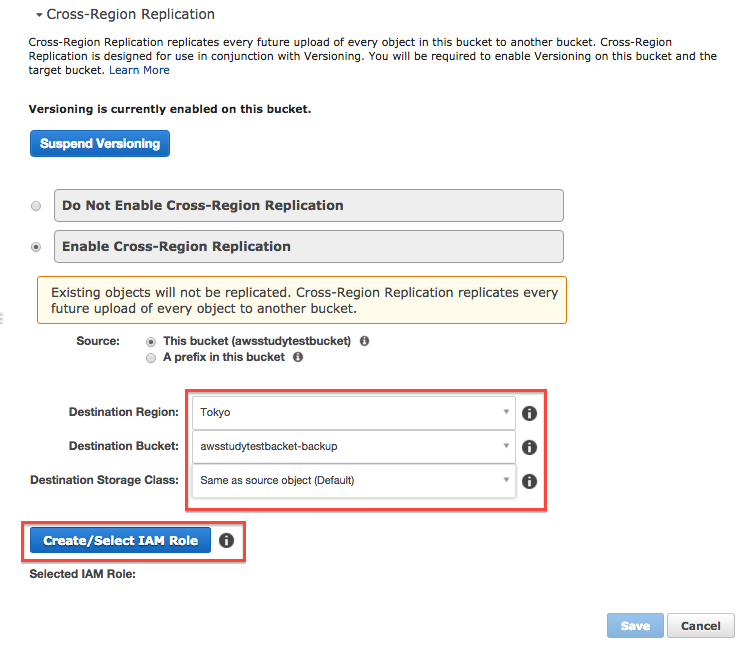 Cross-Region Replication
Cross-Region Replication replicates every future upload of every object in this bucket to another bucket. Cross-Region
Replication is designed for use in conjunction with Versioning. You will be required to enable Versioning on this bucket and the
target bucket. Learn More
Versioning is currently enabled on this bucket.
Suspend Versioning
Do Not Enable Cross-Region Replication
Enable Cross-Region Replication
Existing objects will not be replicated. Cross-Region Replication replicates every
future upload of every object to another bucket.
Source: This bucket (awsstudytestbucket)
A prefix in this bucket
Destination Region: Tokyo
Destination Bucket: awsstudytestbacket-backup
Destination Storage Class: Same as source object (Default)
Create/Select IAM Role
Selected IAM Role:
Save Cancel